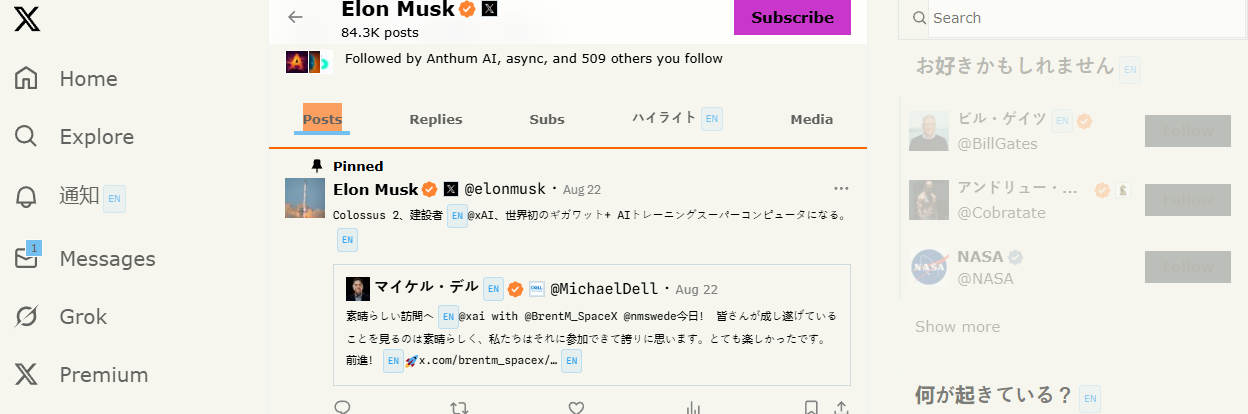 Home
Explore
通知 EN
1
Messages
Grok
Premium
Elon Musk
84.3K posts
Subscribe
Followed by Anthum AI, async, and 509 others you follow
Posts Replies Subs ハイライト EN Media
Pinned
Elon Musk @elonmusk · Aug 22
Colossus 2、建設者 EN @xAI、世界初のギガワット+ AIトレーニングスーパーコンピュータになる。
EN
マイケル・デル EN DELL @MichaelDell · Aug 22
素晴らしい訪問へ EN @xai with @BrentM_SpaceX @nmswede今日! 皆さんが成し遂げている
ことを見るのは素晴らしく、私たちはそれに参加できて誇りに思います。とても楽しかったです。
前進! EN 🚀x.com/brentm_spacex/… EN
Search
お好きかもしれません EN
ビル・ゲイツ EN
@BillGates
Follow
アンドリュー・...
@Cobratate
Follow
NASA
NASA
@NASA
Follow
Show more
何が起きている？ EN